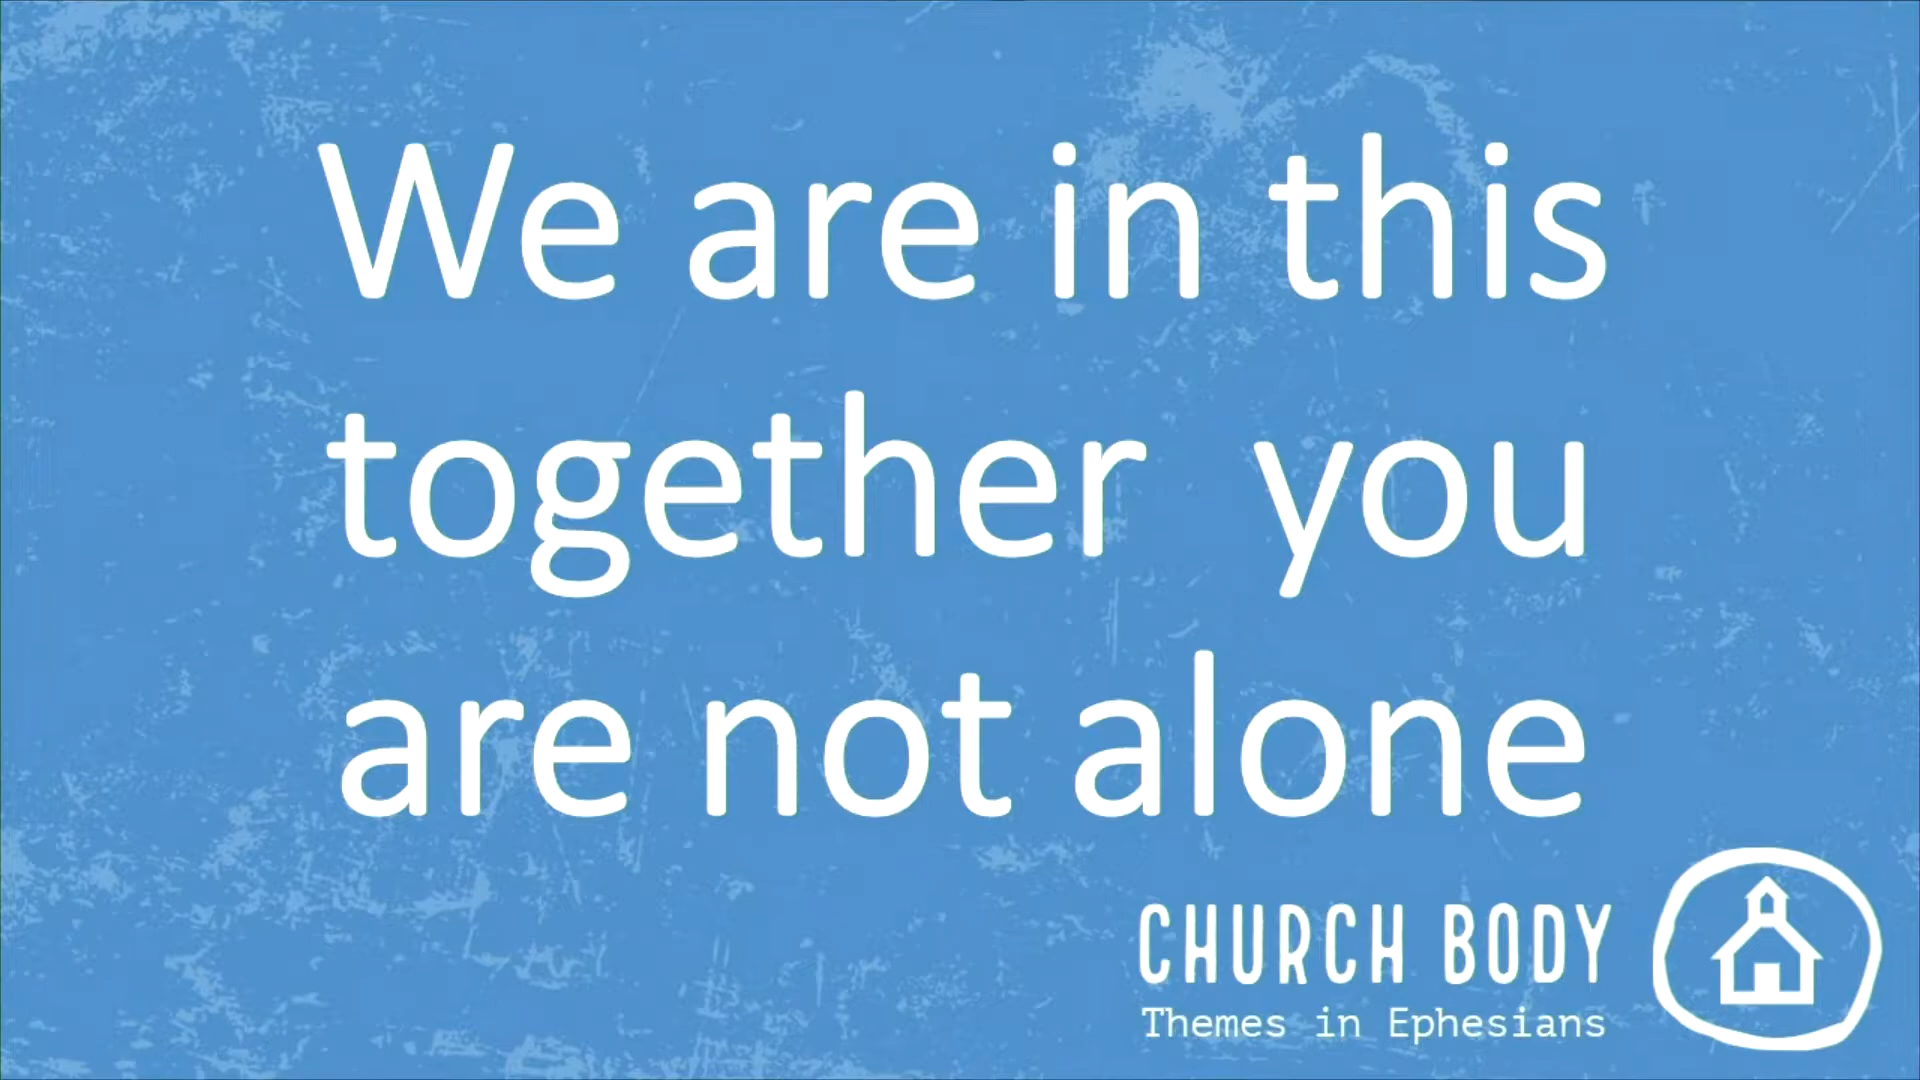 We are in this
together  you
are not alone
CHURCH BODY
Themes in Ephesians